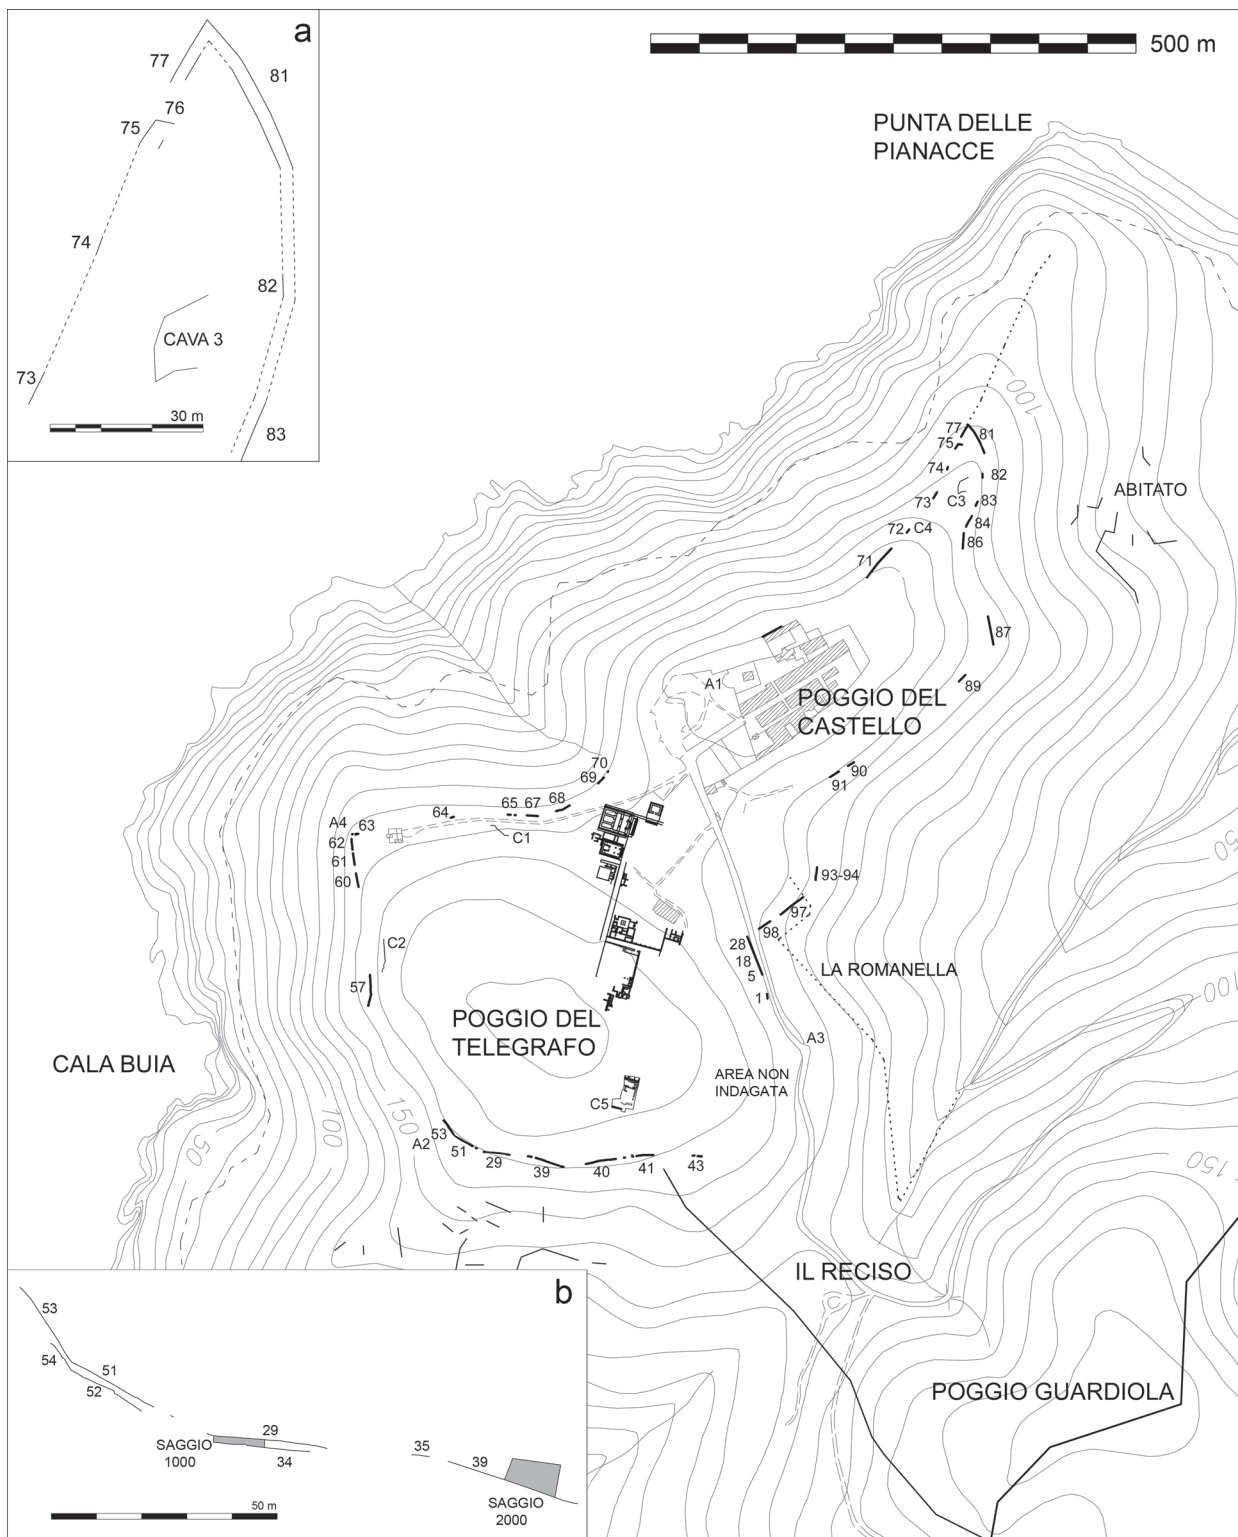 a
77
81
76
75
74
82
CAVA 3
73
30 m
83
500 m
PUNTA DELLE
PIANACCE
100
77
81
75
74
82
73
C3
83
ABITATO
84
72
C4
86
71
87
A1
89
POGGIO DEL
CASTELLO
70
69
90
91
68
65
67
64
A4
63
62
C1
61
60
50
93-94
97
98
28
C2
18
LA ROMANELLA
5
57
1
100
POGGIO DEL
TELEGRAFO
A3
CALA BUIA
AREA NON
INDAGATA
C5
150
100
50
53
A2
51
29
39
40
41
43
150
IL RECISO
POGGIO GUARDIOLA
b
53
54
51
52
29
SAGGIO
1000
34
35
39
SAGGIO
2000
50 m